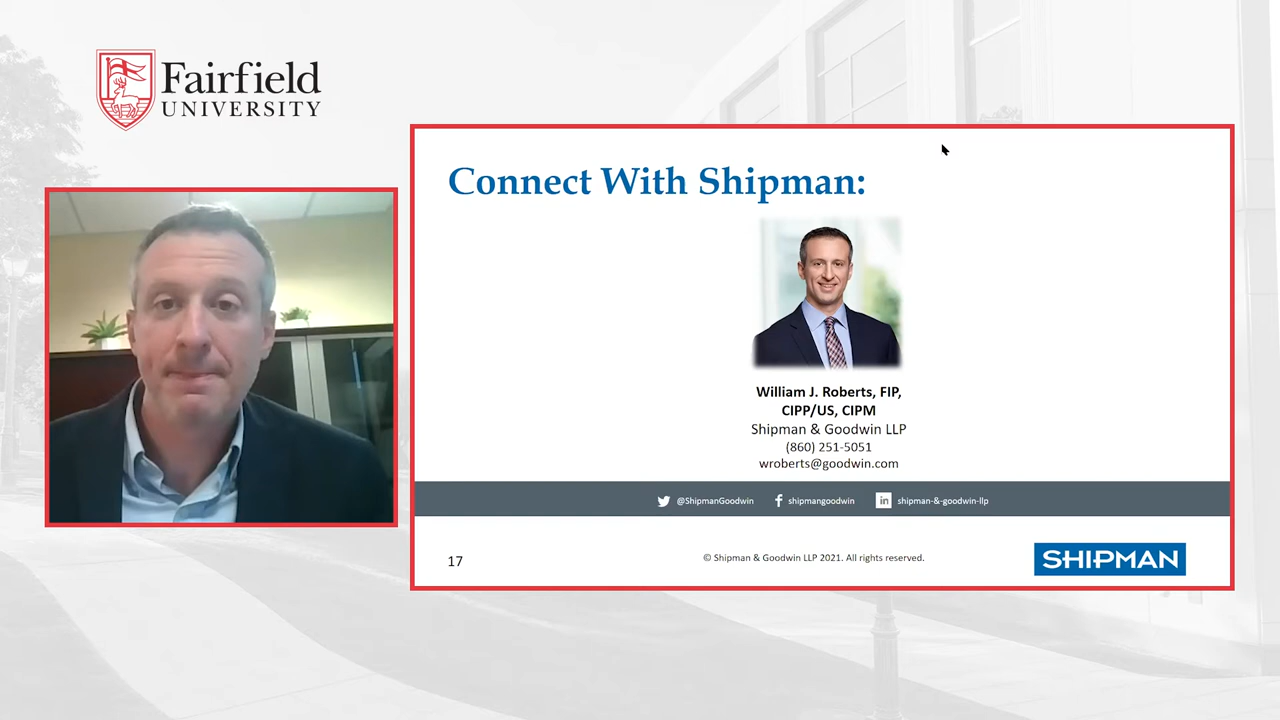 Fairfield
UNIVERSITY
Connect With Shipman:
William J. Roberts, FIP,
CIPP/US, CIPM
Shipman & Goodwin LLP
(860) 251-5051
wroberts@goodwin.com
@ShipmanGoodwin shipmangoodwin in shipman-&-goodwin-llp
17
© Shipman & Goodwin LLP 2021. All rights reserved.
SHIPMAN